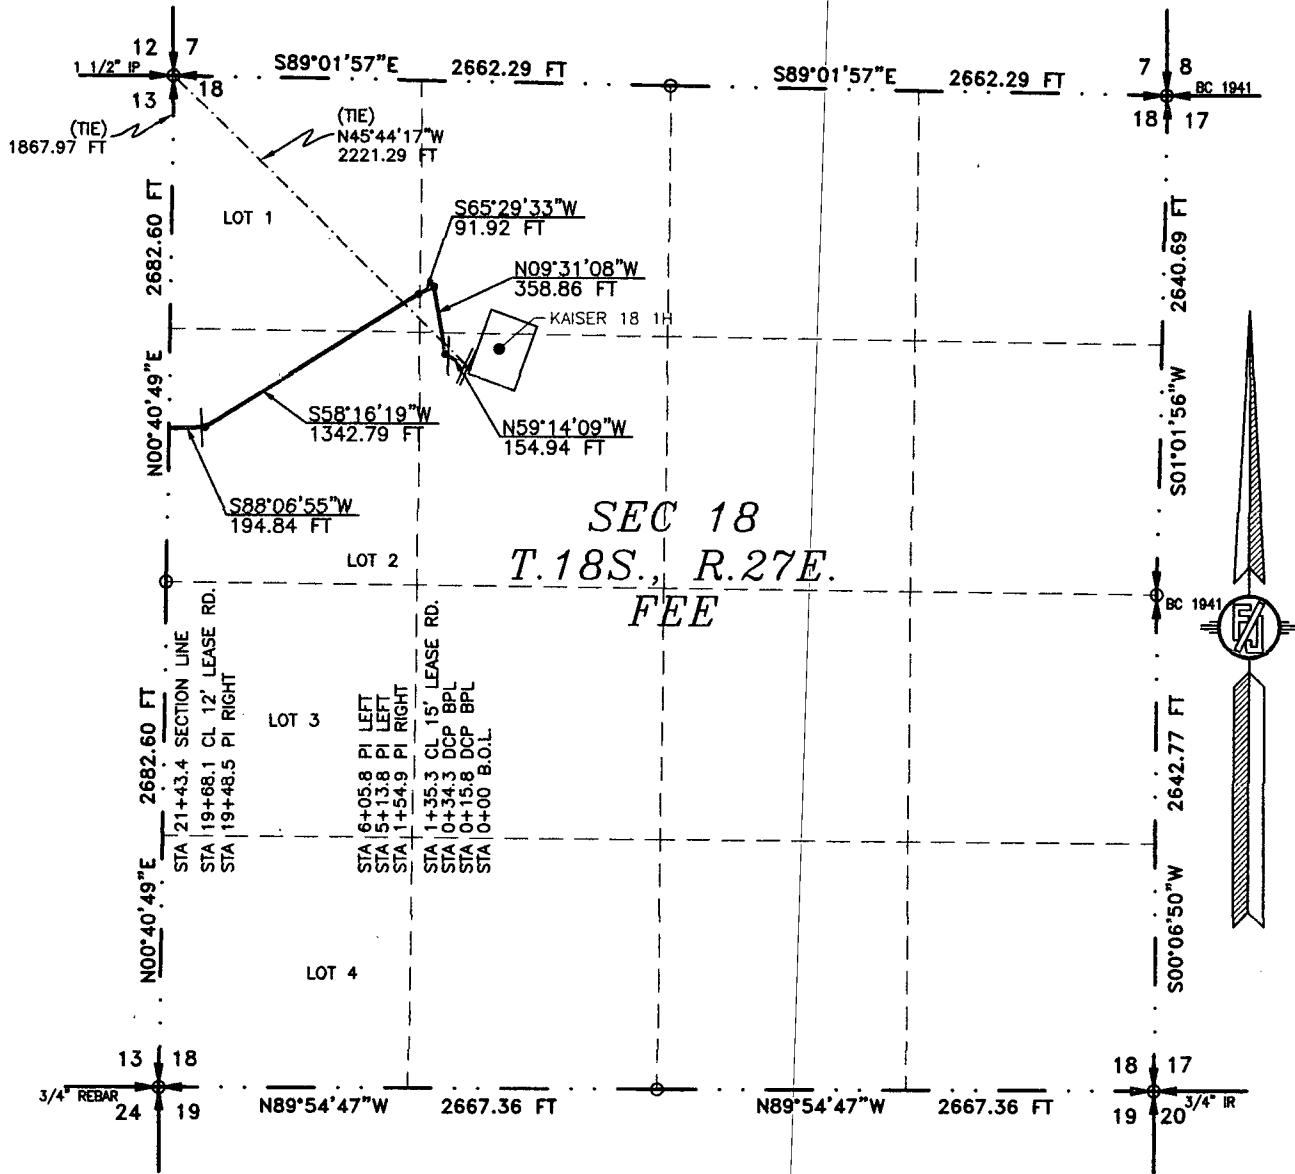 12 7
S89°01'57"E 2662.29 FT
S89°01'57"E 2662.29 FT
7 8
1 1/2" IP
18
BC 1941
13
18 17
(TIE)
1867.97 FT
(TIE)
N45°44'17"W
2221.29 FT
2682.60 FT
N00°40'49"E
LOT 1
S65°29'33"W
91.92 FT
N09°31'08"W
358.86 FT
KAISER 18 1H
2640.69 FT
S01°01'56"W
S58°16'19"W
1342.79 FT
N59°14'09"W
154.94 FT
S88°06'55"W
194.84 FT
SEC 18
T.18S., R.27E.
FEE
LOT 2
BC 1941
2682.60 FT
N00°40'49"E
STA 21+43.4 SECTION LINE
STA 19+68.1 CL 12' LEASE RD.
STA 19+48.5 PI RIGHT
LOT 3
STA 6+05.8 PI LEFT
STA 5+13.8 PI LEFT
STA 1+54.9 PI RIGHT
STA 1+35.3 CL 15' LEASE RD.
STA 0+34.3 DCP BPL
STA 0+15.8 DCP BPL
STA 0+00 B.O.L.
2642.77 FT
S00°06'50"W
LOT 4
13 18
3/4" REBAR
24 19
N89°54'47"W 2667.36 FT
N89°54'47"W 2667.36 FT
18 17
3/4" IR
19 20